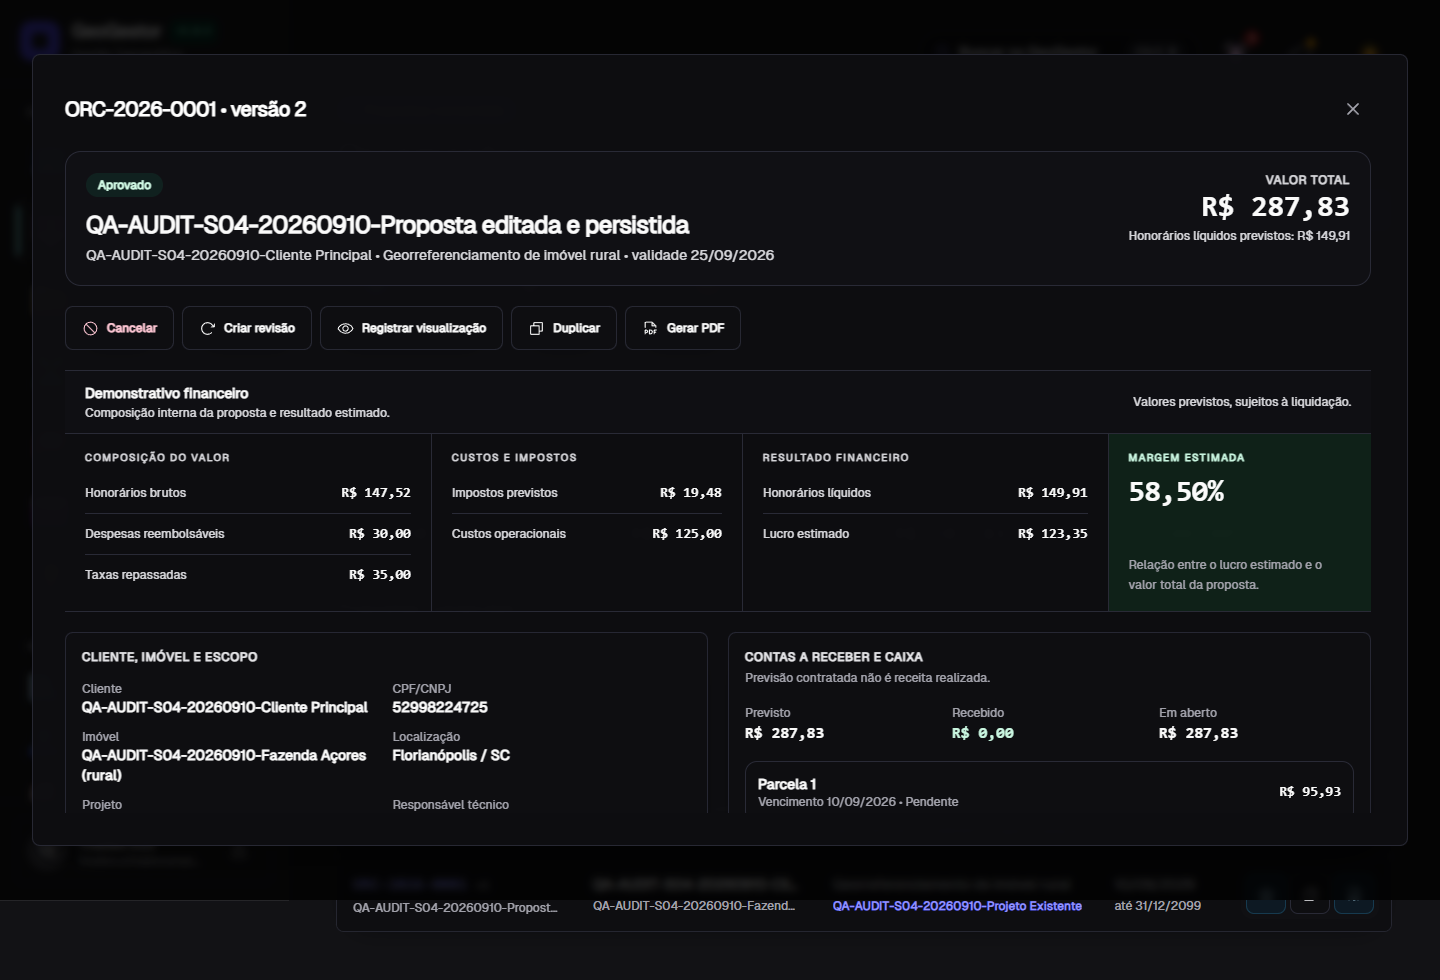 ORC-2026-0001 • versão 2
Aprovado
QA-AUDIT-S04-20260910-Proposta editada e persistida
QA-AUDIT-S04-20260910-Cliente Principal • Georreferenciamento de imóvel rural • validade 25/09/2026
VALOR TOTAL
R$ 287,83
Honorários líquidos previstos: R$ 149,91
Cancelar
Criar revisão
Registrar visualização
Duplicar
Gerar PDF
Demonstrativo financeiro
Composição interna da proposta e resultado estimado.
Valores previstos, sujeitos à liquidação.
COMPOSIÇÃO DO VALOR
Honorários brutos R$ 147,52
Despesas reembolsáveis R$ 30,00
Taxas repassadas R$ 35,00
CUSTOS E IMPOSTOS
Impostos previstos R$ 19,48
Custos operacionais R$ 125,00
RESULTADO FINANCEIRO
Honorários líquidos R$ 149,91
Lucro estimado R$ 123,35
MARGEM ESTIMADA
58,50%
Relação entre o lucro estimado e o
valor total da proposta.
CLIENTE, IMÓVEL E ESCOPO
Cliente
QA-AUDIT-S04-20260910-Cliente Principal
CPF/CNPJ
52998224725
Imóvel
QA-AUDIT-S04-20260910-Fazenda Açores
(rural)
Localização
Florianópolis / SC
Projeto
Responsável técnico
CONTAS A RECEBER E CAIXA
Previsão contratada não é receita realizada.
Previsto
R$ 287,83
Recebido
R$ 0,00
Em aberto
R$ 287,83
Parcela 1
Vencimento 10/09/2026 • Pendente
R$ 95,93
QA-AUDIT-S04-20260910-Propost...
QA-AUDIT-S04-20260910-Fazend...
QA-AUDIT-S04-20260910-Projeto Existente
até 31/12/2099